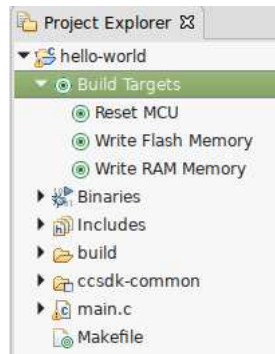 Project Explorer
hello-world
Build Targets
Reset MCU
Write Flash Memory
Write RAM Memory
Binaries
Includes
build
ccsdk-common
main.c
Makefile